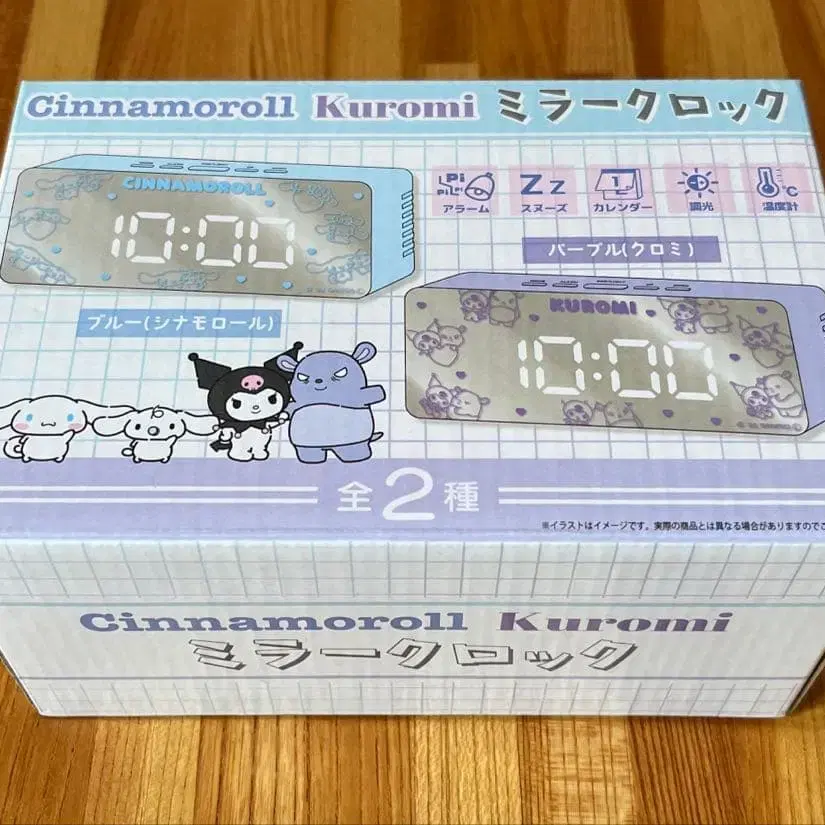 Cinnamoroll Kuromi ミラークロック
CINNAMOROLL
10:00
Pi
Pi Pi!
アラーム
ZZ
スヌーズ
1
カレンダー
調光
℃
温度計
パープル(クロミ)
ブルー(シナモロール)
KUROMI
10:00
全2種
※イラストはイメージです。実際の商品とは異なる場合がありますのでご
Cinnamoroll Kuromi
ミラークロック